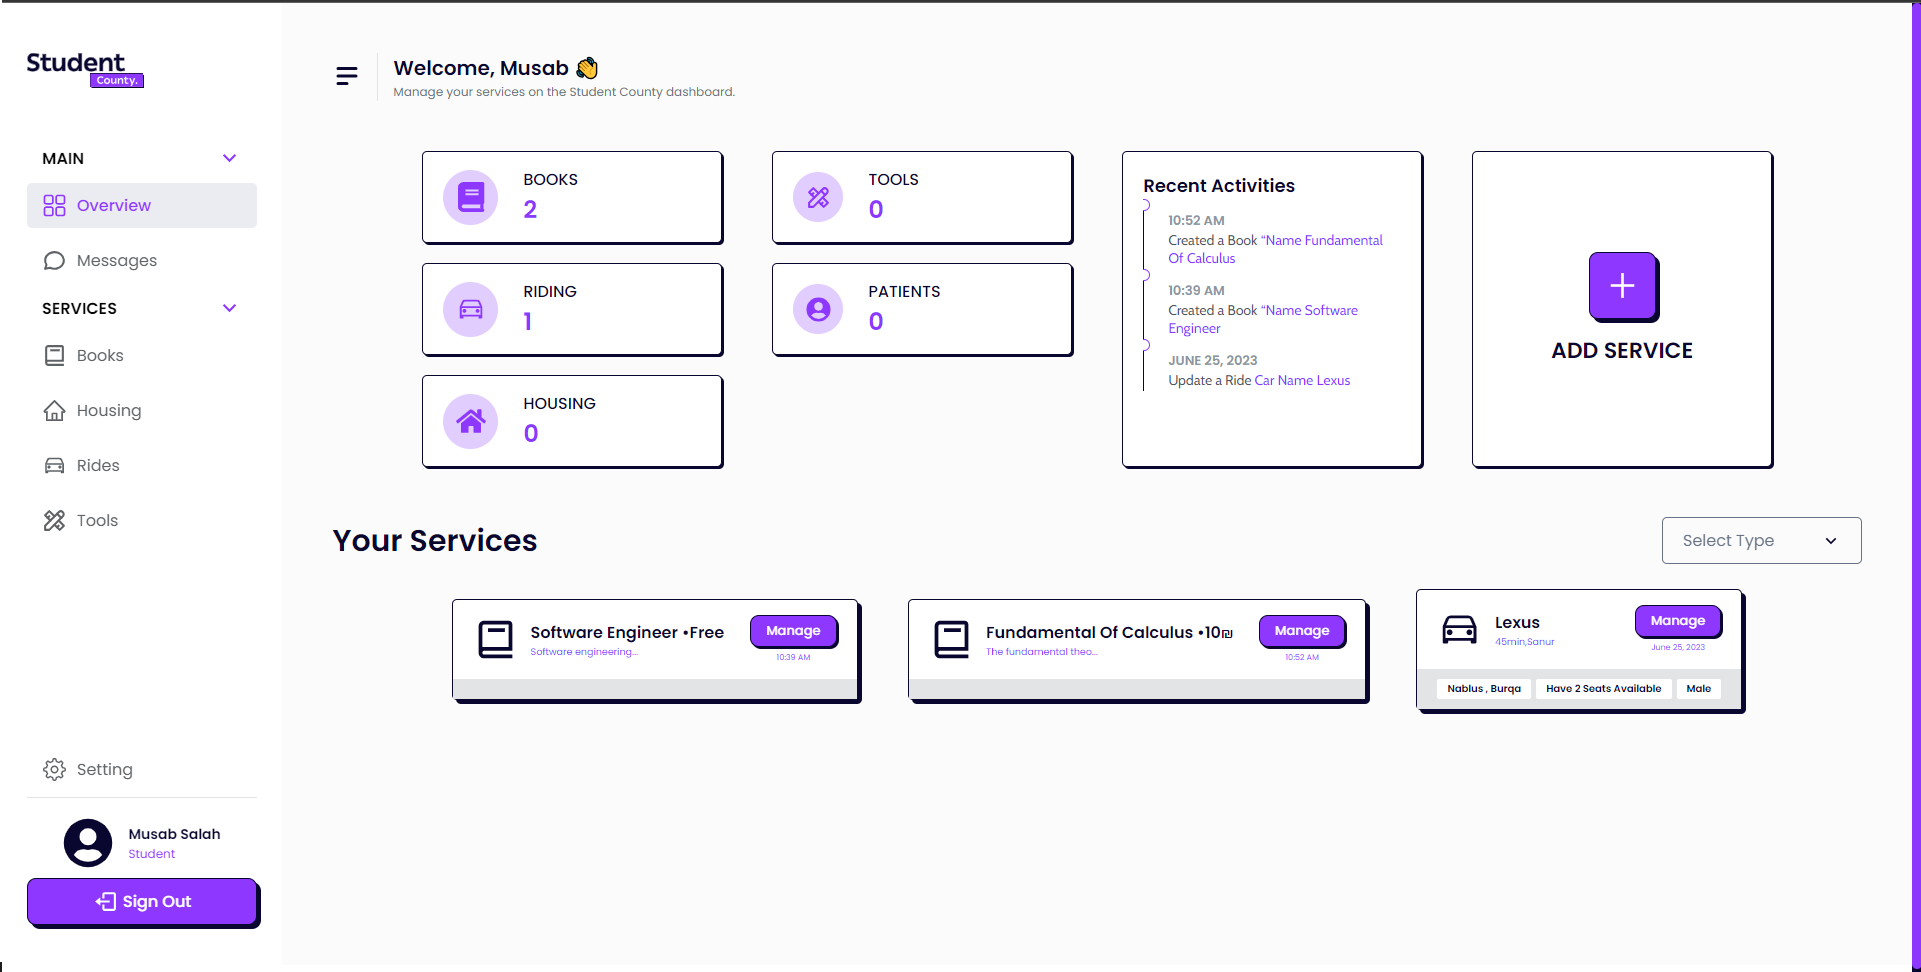 Student
County.
MAIN
Overview
Messages
SERVICES
Books
Housing
Rides
Tools
Setting
Musab Salah
Student
Sign Out
Welcome, Musab 👋
Manage your services on the Student County dashboard.
BOOKS
2
TOOLS
0
RIDING
1
PATIENTS
0
HOUSING
0
Recent Activities
10:52 AM
Created a Book “Name Fundamental
Of Calculus
10:39 AM
Created a Book “Name Software
Engineer
JUNE 25, 2023
Update a Ride Car Name Lexus
ADD SERVICE
Your Services
Select Type
Software Engineer •Free
Software engineering...
Manage
10:39 AM
Fundamental Of Calculus •10₪
The fundamental theo...
Manage
10:52 AM
Lexus
45min,Sanur
Manage
June 25, 2023
Nablus , Burqa
Have 2 Seats Available
Male